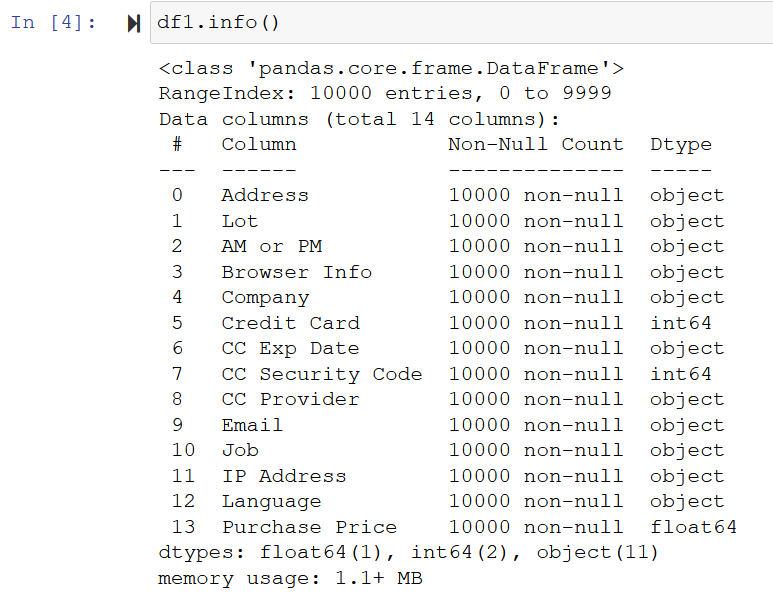 In [4]: df1.info()
<class 'pandas.core.frame.DataFrame'>
RangeIndex: 10000 entries, 0 to 9999
Data columns (total 14 columns):
 #   Column            Non-Null Count  Dtype
---  ------            --------------  -----
 0   Address           10000 non-null  object
 1   Lot               10000 non-null  object
 2   AM or PM          10000 non-null  object
 3   Browser Info      10000 non-null  object
 4   Company           10000 non-null  object
 5   Credit Card       10000 non-null  int64
 6   CC Exp Date       10000 non-null  object
 7   CC Security Code  10000 non-null  int64
 8   CC Provider       10000 non-null  object
 9   Email             10000 non-null  object
 10  Job               10000 non-null  object
 11  IP Address        10000 non-null  object
 12  Language          10000 non-null  object
 13  Purchase Price    10000 non-null  float64
dtypes: float64(1), int64(2), object(11)
memory usage: 1.1+ MB